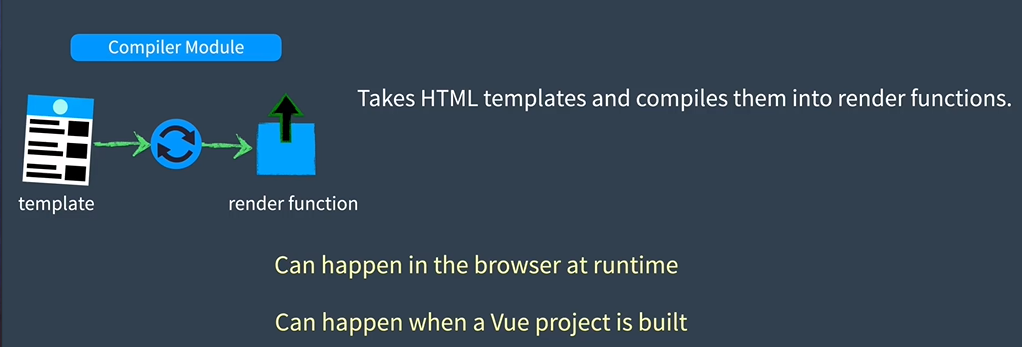 Compiler Module
Takes HTML templates and compiles them into render functions.
template
render function
Can happen in the browser at runtime
Can happen when a Vue project is built